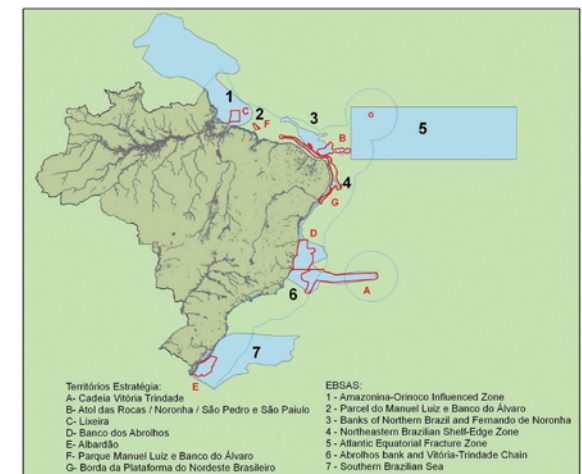 1
C
2
F
3
B
5
4
G
D
A
6
7
E
Territórios Estratégia:
A- Cadeia Vitória Trindade
B- Atol das Rocas / Noronha / São Pedro e São Paiulo
C- Lixeira
D- Banco dos Abrolhos
E- Albardão
F- Parque Manuel Luiz e Banco do Álvaro
G- Borda da Plataforma do Nordeste Brasileiro
EBSAS:
1 - Amazonina-Orinoco Influenced Zone
2 - Parcel do Manuel Luiz e Banco do Álvaro
3 - Banks of Northern Brazil and Fernando de Noronha
4 - Northeastern Brazilian Shelf-Edge Zone
5 - Atlantic Equatorial Fracture Zone
6 - Abrolhos bank and Vitória-Trindade Chain
7 - Southern Brazilian Sea